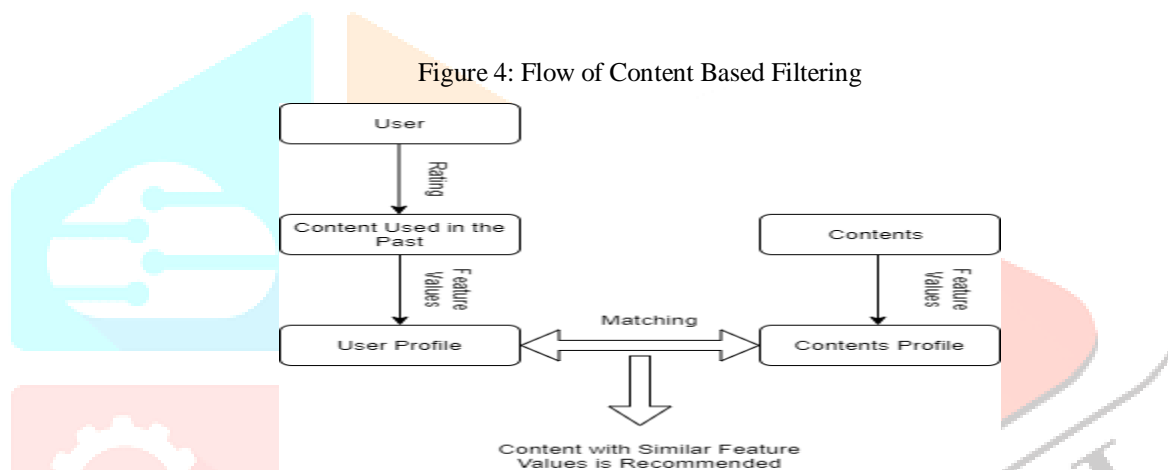 Figure 4: Flow of Content Based Filtering
User
Rating
Content Used in the
Past
Contents
Feature
Values
Feature
Values
Matching
User Profile
Contents Profile
Content with Similar Feature
Values is Recommended